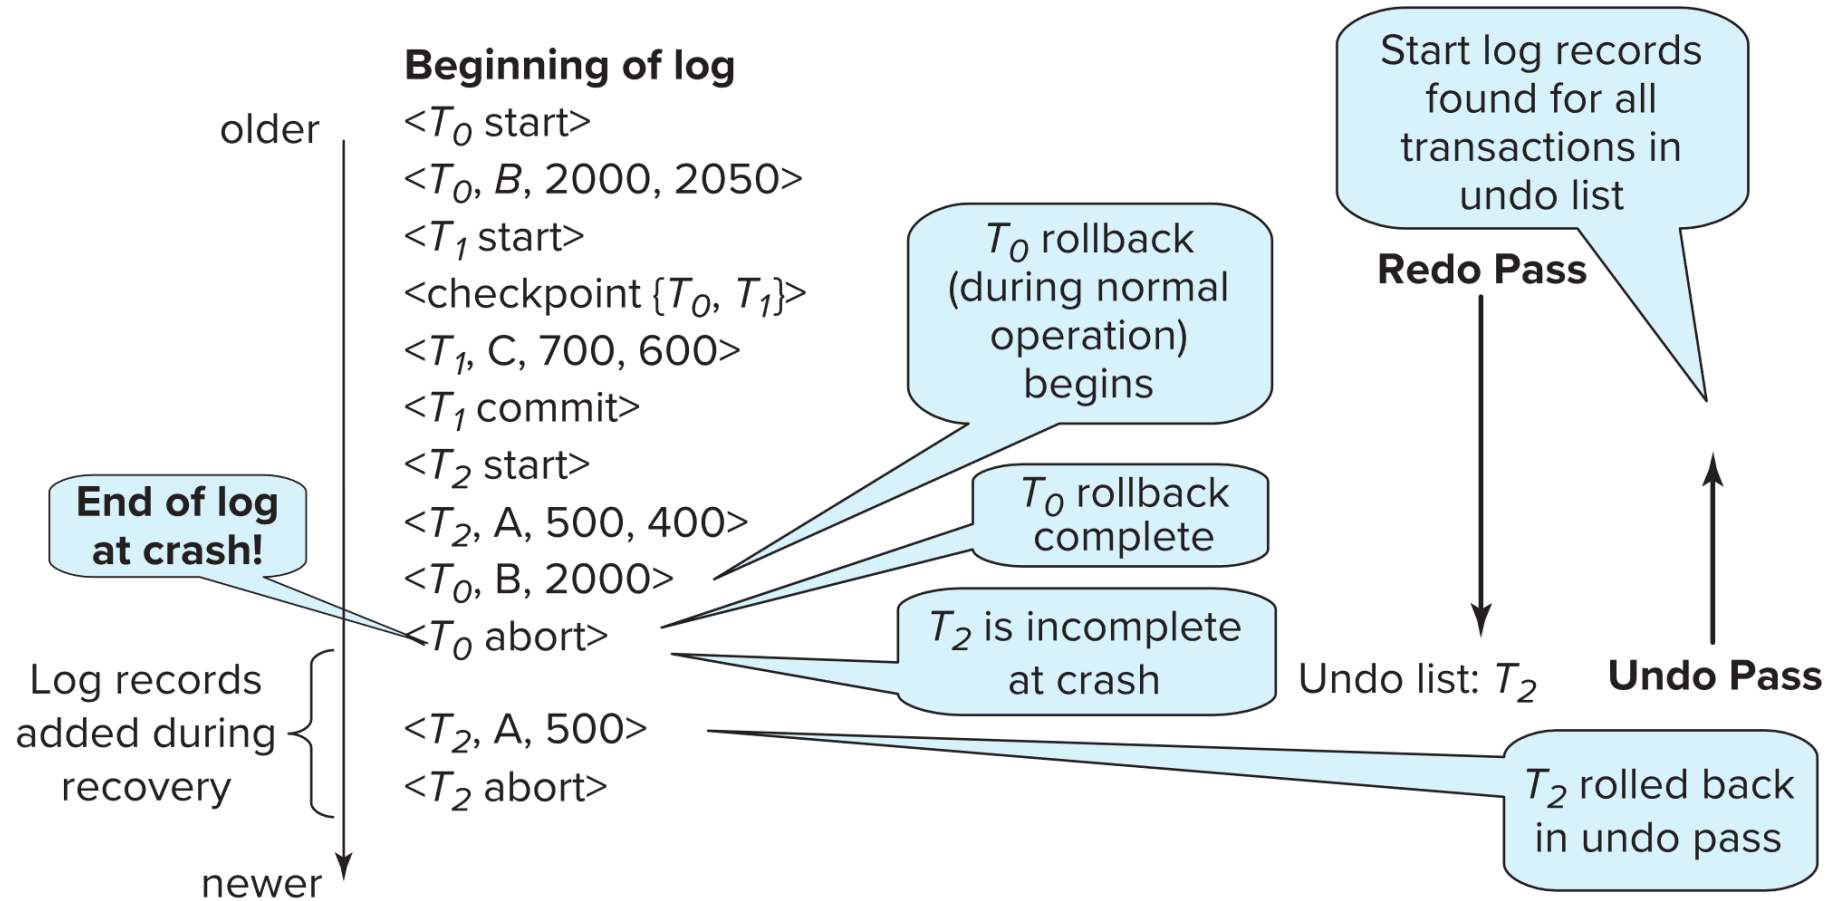 Beginning of log
older
<T0 start>
<T0, B, 2000, 2050>
<T1 start>
<checkpoint {T0, T1}>
<T1, C, 700, 600>
<T1 commit>
<T2 start>
<T2, A, 500, 400>
<T0, B, 2000>
<T0 abort>
<T2, A, 500>
<T2 abort>
newer
End of log
at crash!
Log records
added during
recovery
T0 rollback
(during normal
operation)
begins
T0 rollback
complete
T2 is incomplete
at crash
Start log records
found for all
transactions in
undo list
Redo Pass
Undo list: T2
Undo Pass
T2 rolled back
in undo pass